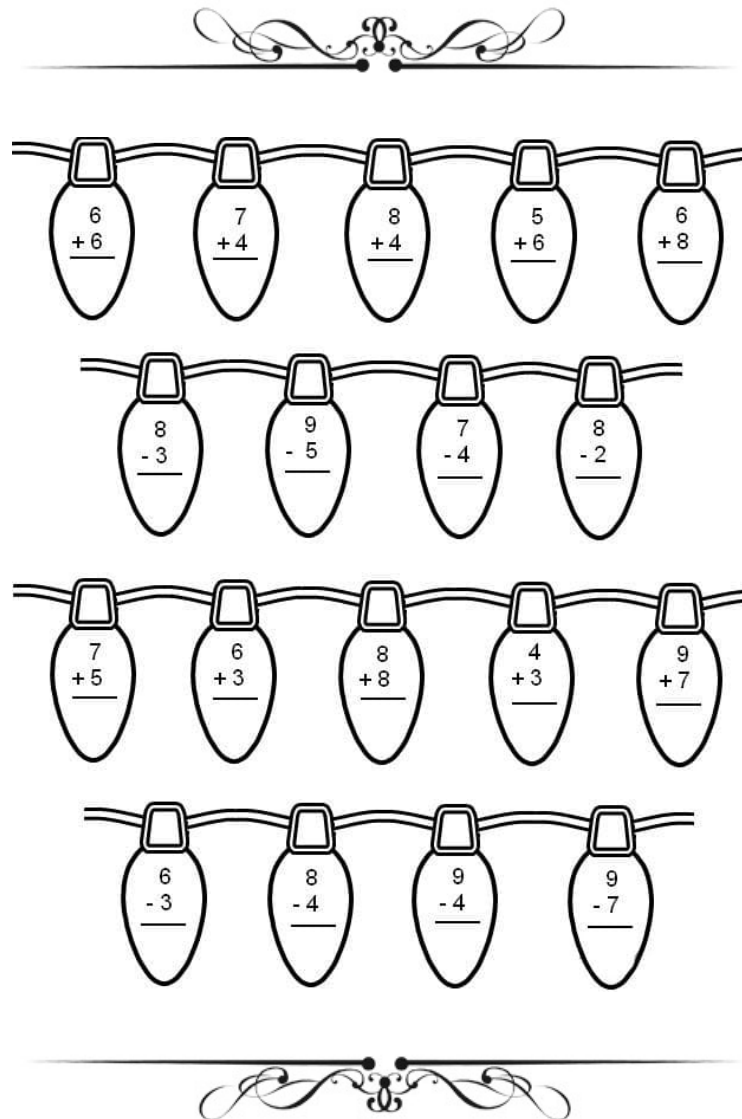 6 7 8 5 6
+ 6 + 4 + 4 + 6 + 8
8 9 7 8
- 3 - 5 - 4 - 2
7 6 8 4 9
+ 5 + 3 + 8 + 3 + 7
6 8 9 9
- 3 - 4 - 4 - 7